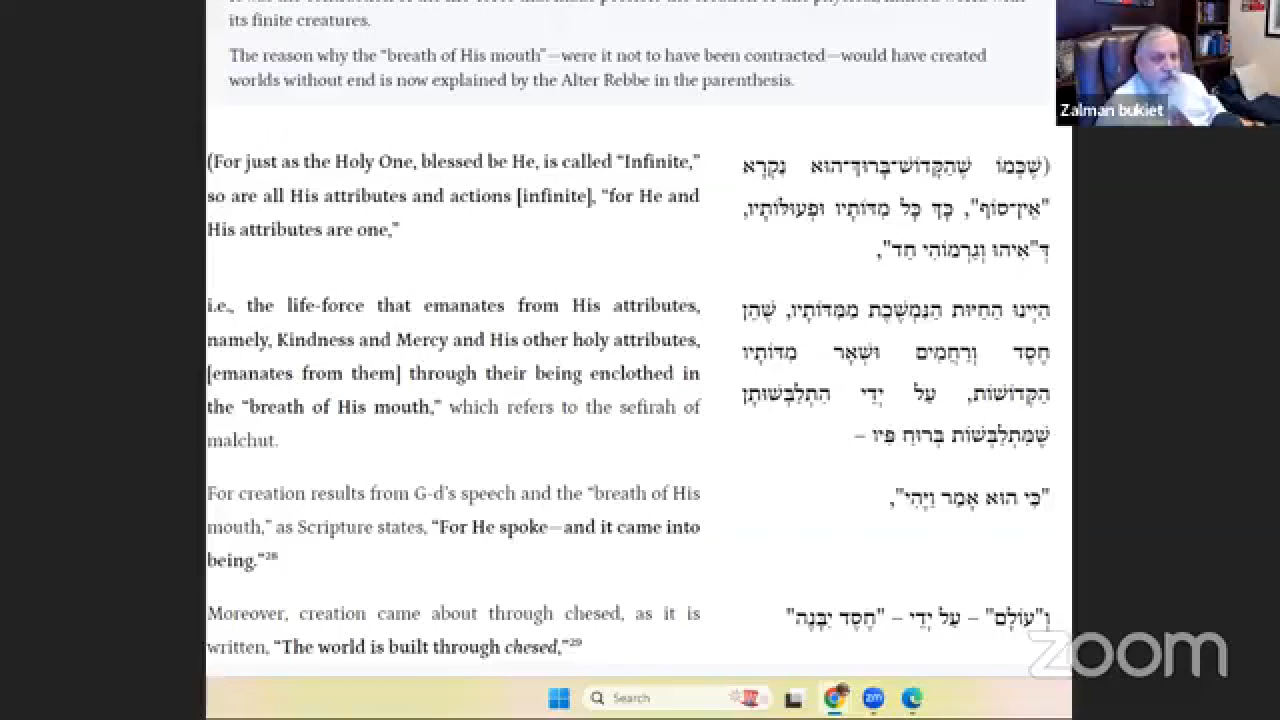 its finite creatures.
The reason why the “breath of His mouth”—were it not to have been contracted—would have created
worlds without end is now explained by the Alter Rebbe in the parenthesis.
Zalman bukiet
(For just as the Holy One, blessed be He, is called “Infinite,”
so are all His attributes and actions [infinite], “for He and
His attributes are one,”
(שֶׁכְּמוֹ שֶׁהַקָּדוֹשׁ־בָּרוּךְ־הוּא נִקְרָא
"אֵין־סוֹף", כָּךְ כָּל מִדּוֹתָיו וּפְעוּלּוֹתָיו,
דְּ"אִיהוּ וְגַרְמוֹהִי חַד",
i.e., the life-force that emanates from His attributes,
namely, Kindness and Mercy and His other holy attributes,
[emanates from them] through their being enclothed in
the “breath of His mouth,” which refers to the sefirah of
malchut.
הַיְינוּ הַחַיּוּת הַנִּמְשֶׁכֶת מִמִּדּוֹתָיו, שֶׁהֵן
חֶסֶד וְרַחֲמִים וּשְׁאָר מִדּוֹתָיו
הַקְּדוֹשׁוֹת, עַל יְדֵי הִתְלַבְּשׁוּתָן
שֶׁמִּתְלַבְּשׁוֹת בְּרוּחַ פִּיו –
For creation results from G-d’s speech and the “breath of His
mouth,” as Scripture states, “For He spoke—and it came into
being.”²⁸
"כִּי הוּא אָמַר וַיֶּהִי",
Moreover, creation came about through chesed, as it is
written, “The world is built through chesed,”²⁹
וְ"עוֹלָם" – עַל יְדֵי – "חֶסֶד יִבָּנֶה"
zoom
Search
zm